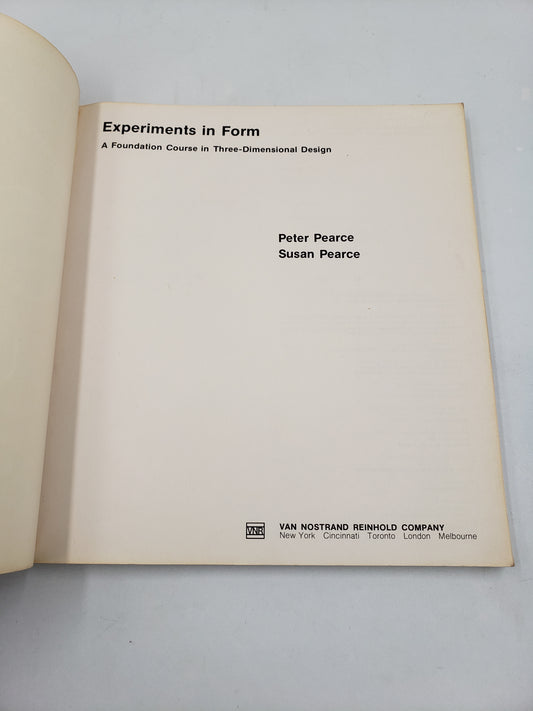 Experiments in Form
A Foundation Course in Three-Dimensional Design
Peter Pearce
Susan Pearce
VNR
VAN NOSTRAND REINHOLD COMPANY
New York Cincinnati Toronto London Melbourne